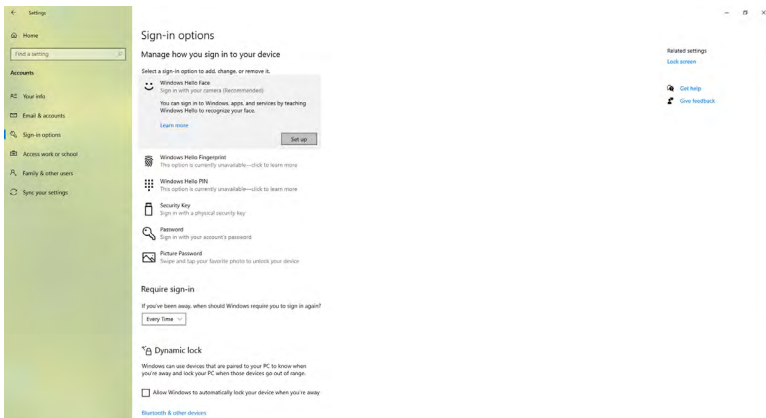 Settings
Home
Find a setting
Accounts
Your info
Email & accounts
Sign-in options
Access work or school
Family & other users
Sync your settings
Sign-in options
Manage how you sign in to your device
Select a sign-in option to add, change, or remove it.
Windows Hello Face
Sign in with your camera (Recommended)
You can sign in to Windows, apps, and services by teaching
Windows Hello to recognize your face.
Learn more
Set up
Windows Hello Fingerprint
This option is currently unavailable—click to learn more
Windows Hello PIN
This option is currently unavailable—click to learn more
Security Key
Sign in with a physical security key
Password
Sign in with your account's password
Picture Password
Swipe and tap your favorite photo to unlock your device
Require sign-in
If you've been away, when should Windows require you to sign in again?
Every Time
Dynamic lock
Windows can use devices that are paired to your PC to know when
you're away and lock your PC when those devices go out of range.
Allow Windows to automatically lock your device when you're away
Bluetooth & other devices
Related settings
Lock screen
Get help
Give feedback